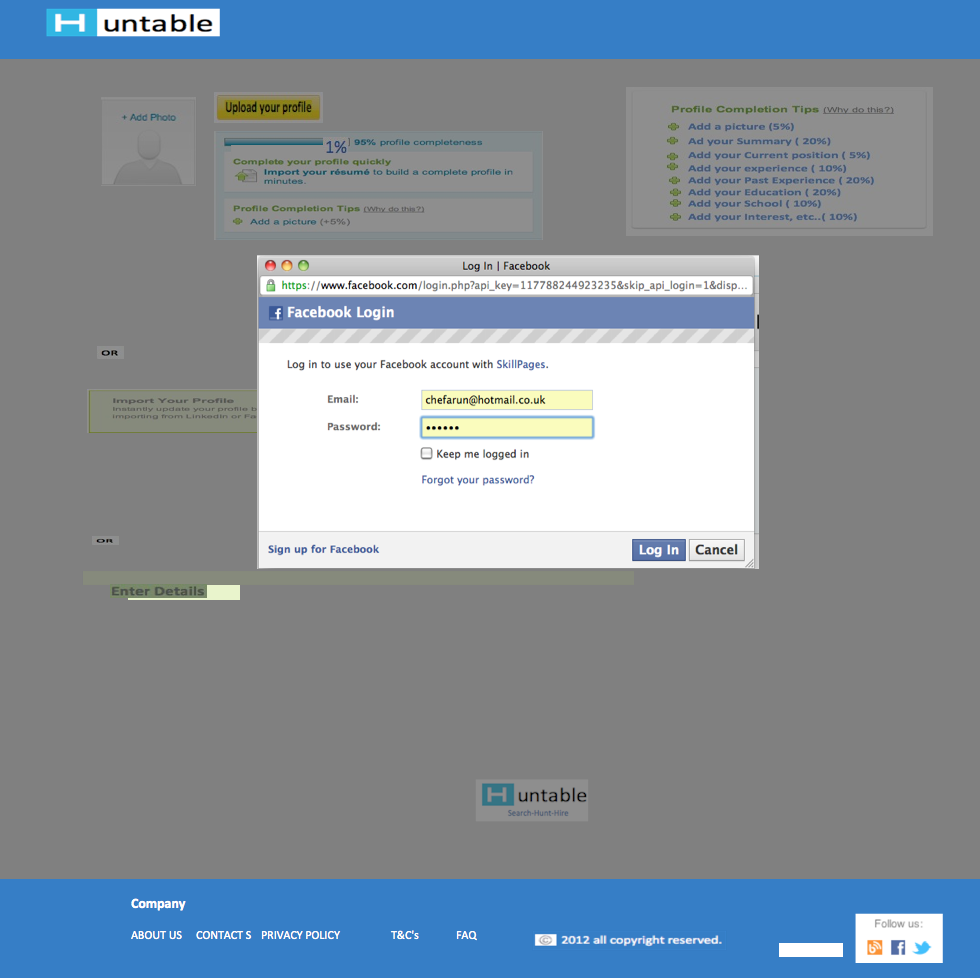 H untable
+ Add Photo
Upload your profile
1% 95% profile completeness
Complete your profile quickly
Import your résumé to build a complete profile in
minutes.
Profile Completion Tips (Why do this?)
Add a picture (+5%)
Profile Completion Tips (Why do this?)
Add a picture (5%)
Ad your Summary ( 20%)
Add your Current position ( 5%)
Add your experience ( 10%)
Add your Past Experience ( 20%)
Add your Education ( 20%)
Add your School ( 10%)
Add your Interest, etc..( 10%)
Log In | Facebook
https://www.facebook.com/login.php?api_key=117788244923235&skip_api_login=1&disp...
f Facebook Login
Log in to use your Facebook account with SkillPages.
Email: chefarun@hotmail.co.uk
Password: ••••••
Keep me logged in
Forgot your password?
Sign up for Facebook
Log In Cancel
OR
Import Your Profile
Instantly update your profile b
importing from LinkedIn or Fa
OR
Enter Details
H untable
Search-Hunt-Hire
Company
ABOUT US CONTACT S PRIVACY POLICY T&C's FAQ
© 2012 all copyright reserved.
Follow us:
f